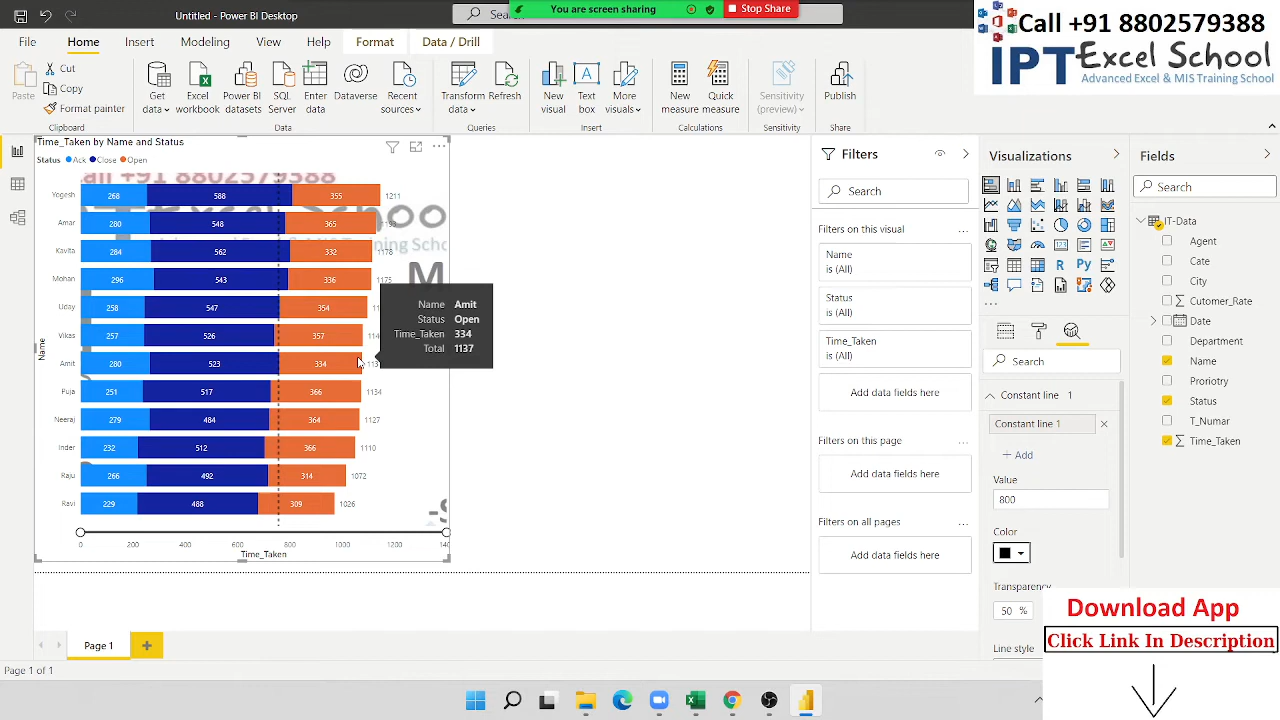 Untitled - Power BI Desktop
You are screen sharing
Stop Share
Call +91 8802579388
IPT Excel School
Advanced Excel & MIS Training School
File
Home
Insert
Modeling
View
Help
Format
Data / Drill
Paste
Cut
Copy
Format painter
Get data
Excel workbook
Power BI datasets
SQL Server
Enter data
Dataverse
Recent sources
Transform data
Refresh
New visual
Text box
More visuals
New measure
Quick measure
Sensitivity (preview)
Publish
Clipboard
Data
Queries
Insert
Calculations
Sensitivity
Share
Time_Taken by Name and Status
Status Ack Close Open
Yogesh 268 588 355 1211
Amar 280 548 365
Kavita 284 562 332 1178
Mohan 296 543 336 1175
Uday 258 547 354
Vikas 257 526 357
Amit 280 523 334
Puja 251 517 366 1134
Neeraj 279 484 364 1127
Inder 232 512 366 1110
Raju 266 492 314 1072
Ravi 229 488 309 1026
Name
0 200 400 600 800 1000 1200
Time_Taken
Name Amit
Status Open
Time_Taken 334
Total 1137
Filters
Search
Filters on this visual
Name
is (All)
Status
is (All)
Time_Taken
is (All)
Add data fields here
Filters on this page
Add data fields here
Filters on all pages
Add data fields here
Visualizations
R
Py
Search
Constant line 1
Constant line 1
Add
Value
800
Color
Transparency
50 %
Line style
Fields
Search
IT-Data
Agent
Cate
City
Cutomer_Rate
Date
Department
Name
Proriotry
Status
T_Numar
Time_Taken
Page 1
Page 1 of 1
Download App
Click Link In Description